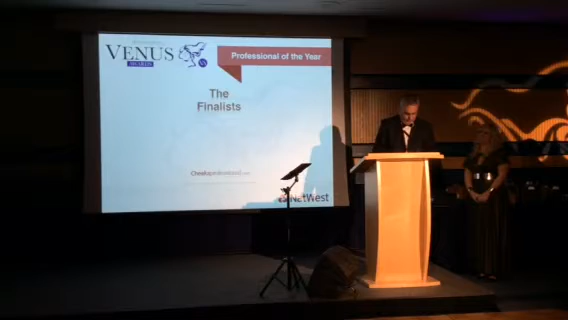 VENUS
AWARDS
Professional of the Year
The
Finalists
NatWest